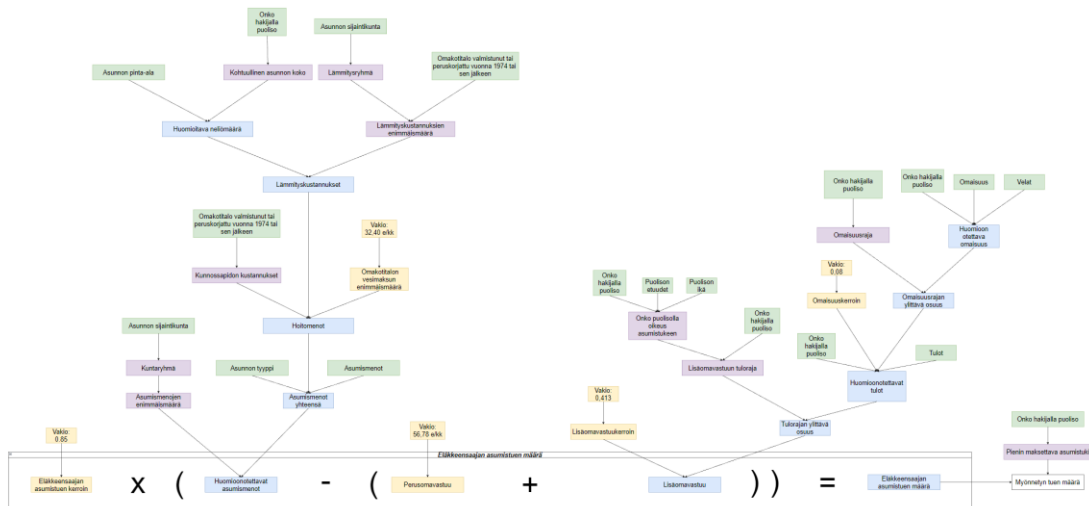 Onko
hakijalla
puoliso
Asunnon sijaintikunta
Asunnon pinta-ala
Kohtuullinen asunnon koko
Lämmitysryhmä
Omakotitalo valmistunut tai
peruskorjattu vuonna 1974 tai
sen jälkeen
Huomioitava neliömäärä
Lämmityskustannuksien
enimmäismäärä
Lämmityskustannukset
Omakotitalo valmistunut tai
peruskorjattu vuonna 1974 tai
sen jälkeen
Vakio:
32,40 e/kk
Kunnossapidon kustannukset
Omakotitalon
vesimaksun
enimmäismäärä
Hoitomenot
Asunnon sijaintikunta
Kuntaryhmä
Asunnon tyyppi
Asumismenot
Asumismenojen
enimmäismäärä
Asumismenot
yhteensä
Onko hakijalla
puoliso
Onko hakijalla
puoliso
Omaisuus
Velat
Omaisuusraja
Huomioon
otettava
omaisuus
Vakio:
0,08
Omaisuuskerroin
Omaisuusrajan
ylittävä osuus
Onko
hakijalla
puoliso
Puolison
etuudet
Puolison
ikä
Onko puolisolla
oikeus
asumistukeen
Onko
hakijalla
puoliso
Onko
hakijalla
puoliso
Tulot
Lisäomavastuun tuloraja
Huomioonotettavat
tulot
Vakio:
0,413
Lisäomavastuukerroin
Tulorajan ylittävä
osuus
Vakio:
0,85
Vakio:
66,78 e/kk
Onko hakijalla puoliso
Pienin maksettava asumistuki
Eläkkeensaajan asumistuen määrä
Eläkkeensaajan
asumistuen kerroin
x
(
Huomioonotettavat
asumismenot
-
(
Perusomavastuu
+
Lisäomavastuu
) )
=
Eläkkeensaajan
asumistuen määrä
Myönnetyn tuen määrä